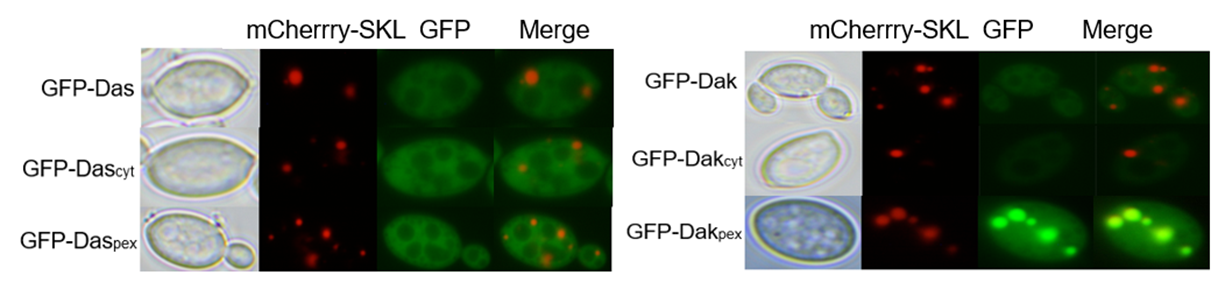 mCherrry-SKL GFP Merge
GFP-Das
GFP-Dascyt
GFP-Daspex
mCherrry-SKL GFP Merge
GFP-Dak
GFP-Dakcyt
GFP-Dakpex